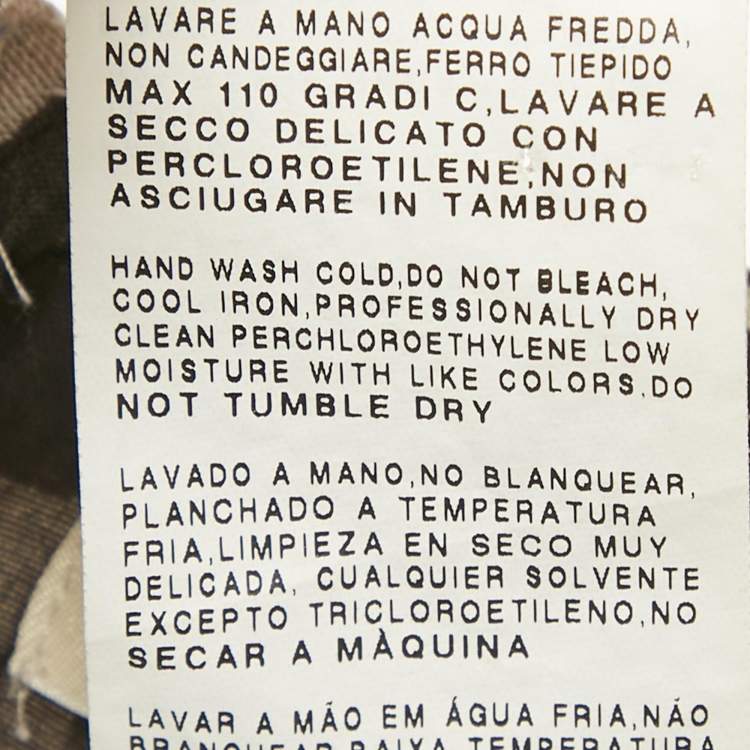 LAVARE A MANO ACQUA FREDDA,
NON CANDEGGIARE,FERRO TIEPIDO
MAX 110 GRADI C,LAVARE A
SECCO DELICATO CON
PERCLOROETILENE,NON
ASCIUGARE IN TAMBURO
HAND WASH COLD,DO NOT BLEACH,
COOL IRON,PROFESSIONALLY DRY
CLEAN PERCHLOROETHYLENE LOW
MOISTURE WITH LIKE COLORS.DO
NOT TUMBLE DRY
LAVADO A MANO,NO BLANQUEAR,
PLANCHADO A TEMPERATURA
FRIA,LIMPIEZA EN SECO MUY
DELICADA, CUALQUIER SOLVENTE
EXCEPTO TRICLOROETILENO,NO
SECAR A MÀQUINA
LAVAR A MÃO EM ÁGUA FRIA,NÃO
BRANQUEAR,BAIXA TEMPERATURA